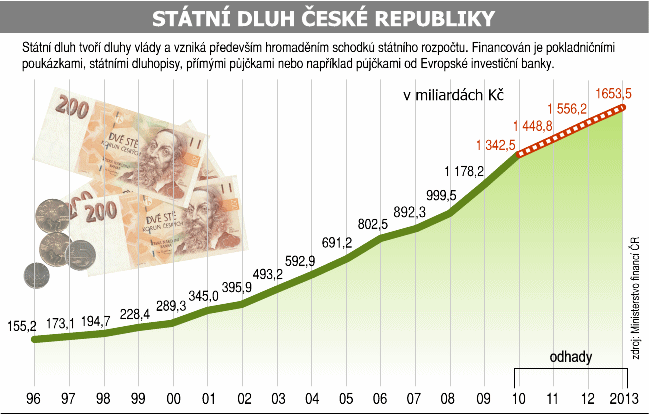 STÁTNÍ DLUH ČESKÉ REPUBLIKY
Státní dluh tvoří dluhy vlády a vzniká především hromaděním schodků státního rozpočtu. Financován je pokladničními
poukázkami, státními dluhopisy, přímými půjčkami nebo například půjčkami od Evropské investiční banky.
v miliardách Kč
155,2
173,1
194,7
228,4
289,3
345,0
395,9
493,2
592,9
691,2
802,5
892,3
999,5
1 178,2
1 342,5
1 448,8
1 556,2
1653,5
200
DVĚ STĚ
KORUN ČESKÝCH
200
200
DVĚ STĚ
KORUN ČESKÝCH
odhady
96 97 98 99 00 01 02 03 04 05 06 07 08 09 10 11 12 2013
zdroj: Ministerstvo financí ČR